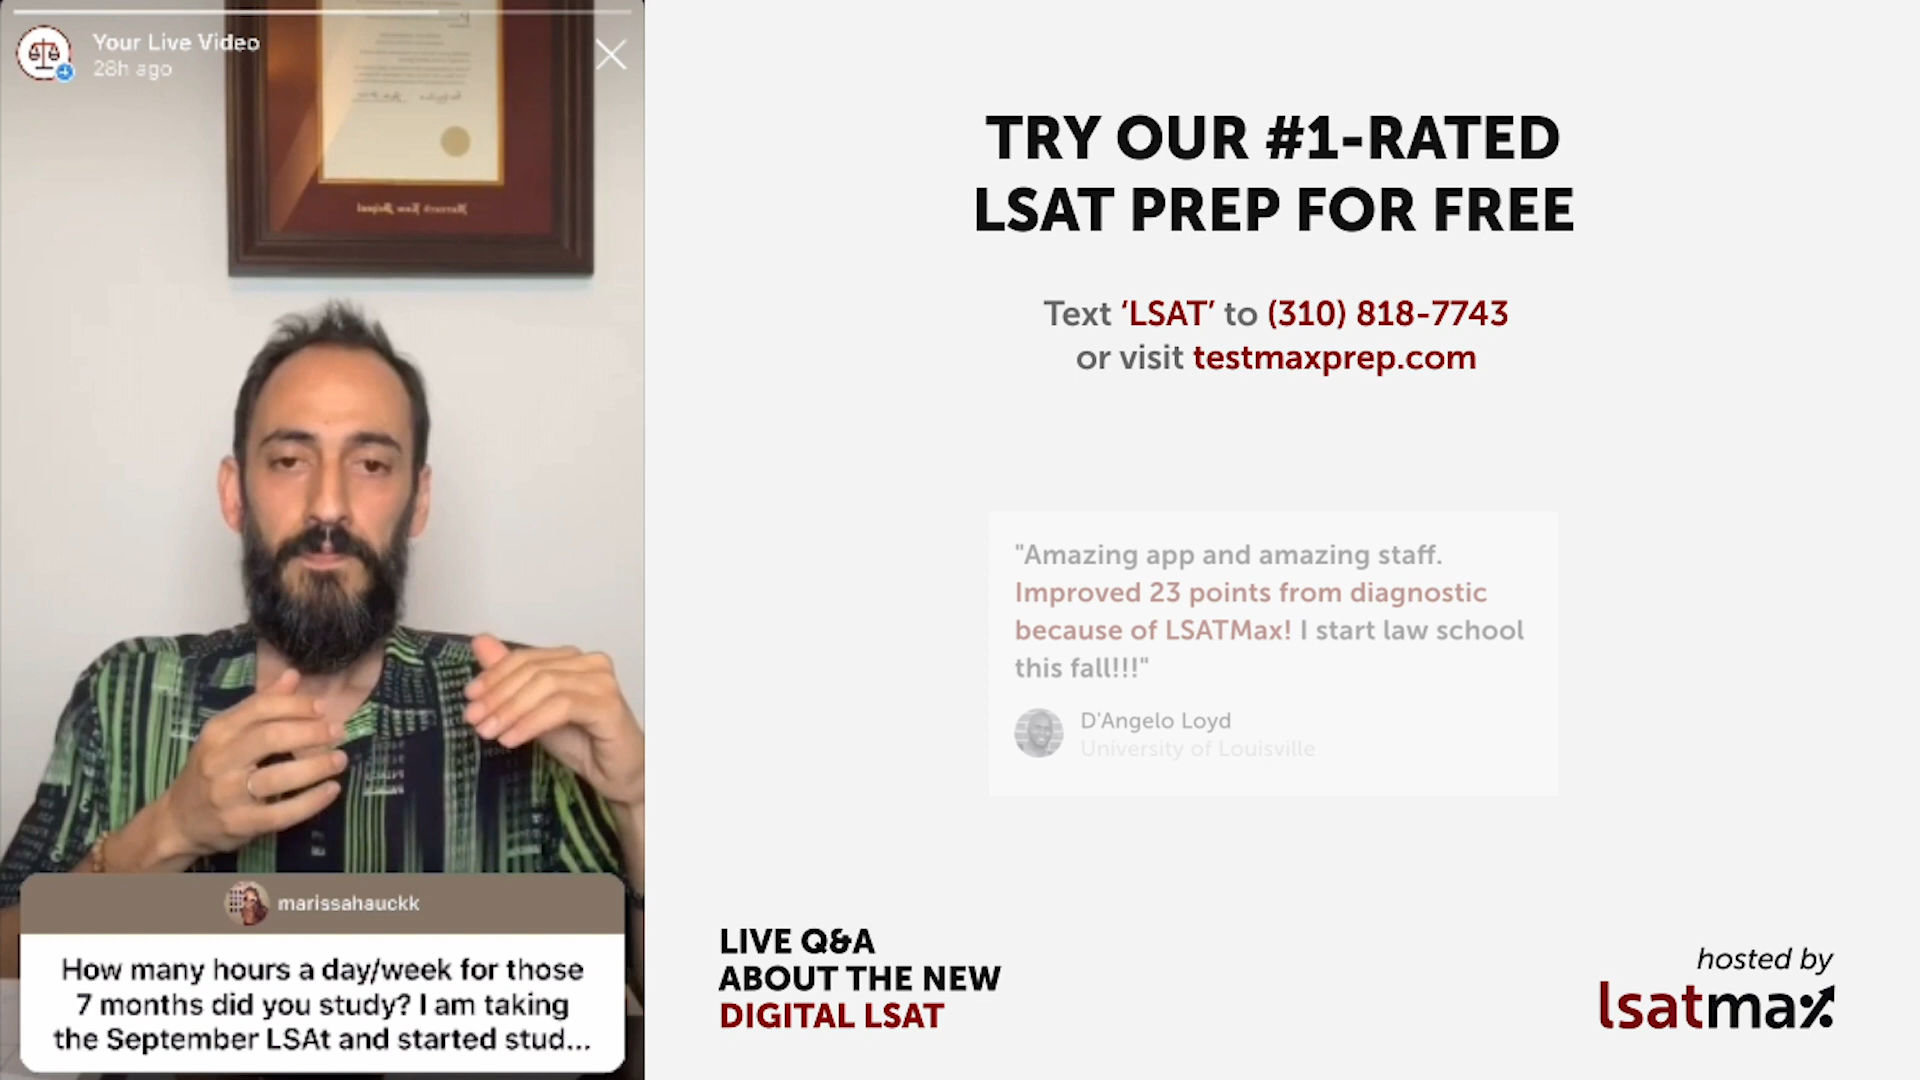 Your Live Video
28h ago
Harvard Law School
marissahauckk
How many hours a day/week for those
7 months did you study? I am taking
the September LSAt and started stud...
TRY OUR #1-RATED
LSAT PREP FOR FREE
Text ‘LSAT’ to (310) 818-7743
or visit testmaxprep.com
"Amazing app and amazing staff.
Improved 23 points from diagnostic
because of LSATMax! I start law school
this fall!!!"
D'Angelo Loyd
University of Louisville
LIVE Q&A
ABOUT THE NEW
DIGITAL LSAT
hosted by
lsatmax